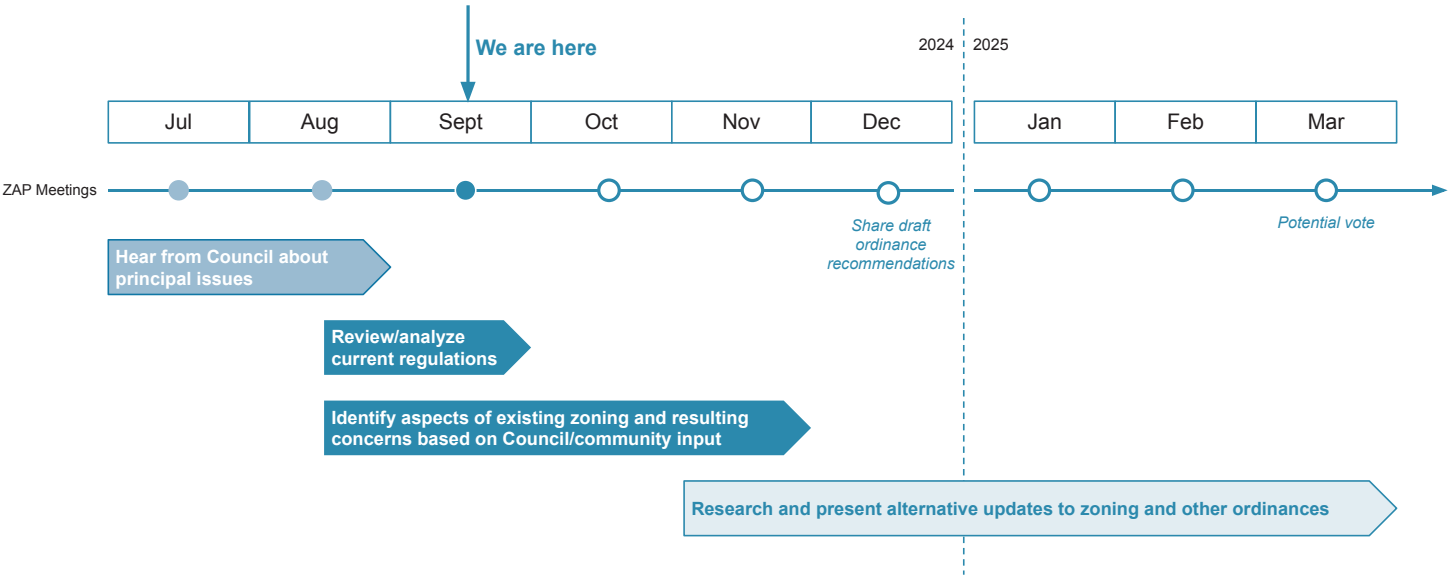 We are here
2024
2025
Jul
Aug
Sept
Oct
Nov
Dec
Jan
Feb
Mar
ZAP Meetings
Share draft
ordinance
recommendations
Potential vote
Hear from Council about
principal issues
Review/analyze
current regulations
Identify aspects of existing zoning and resulting
concerns based on Council/community input
Research and present alternative updates to zoning and other ordinances